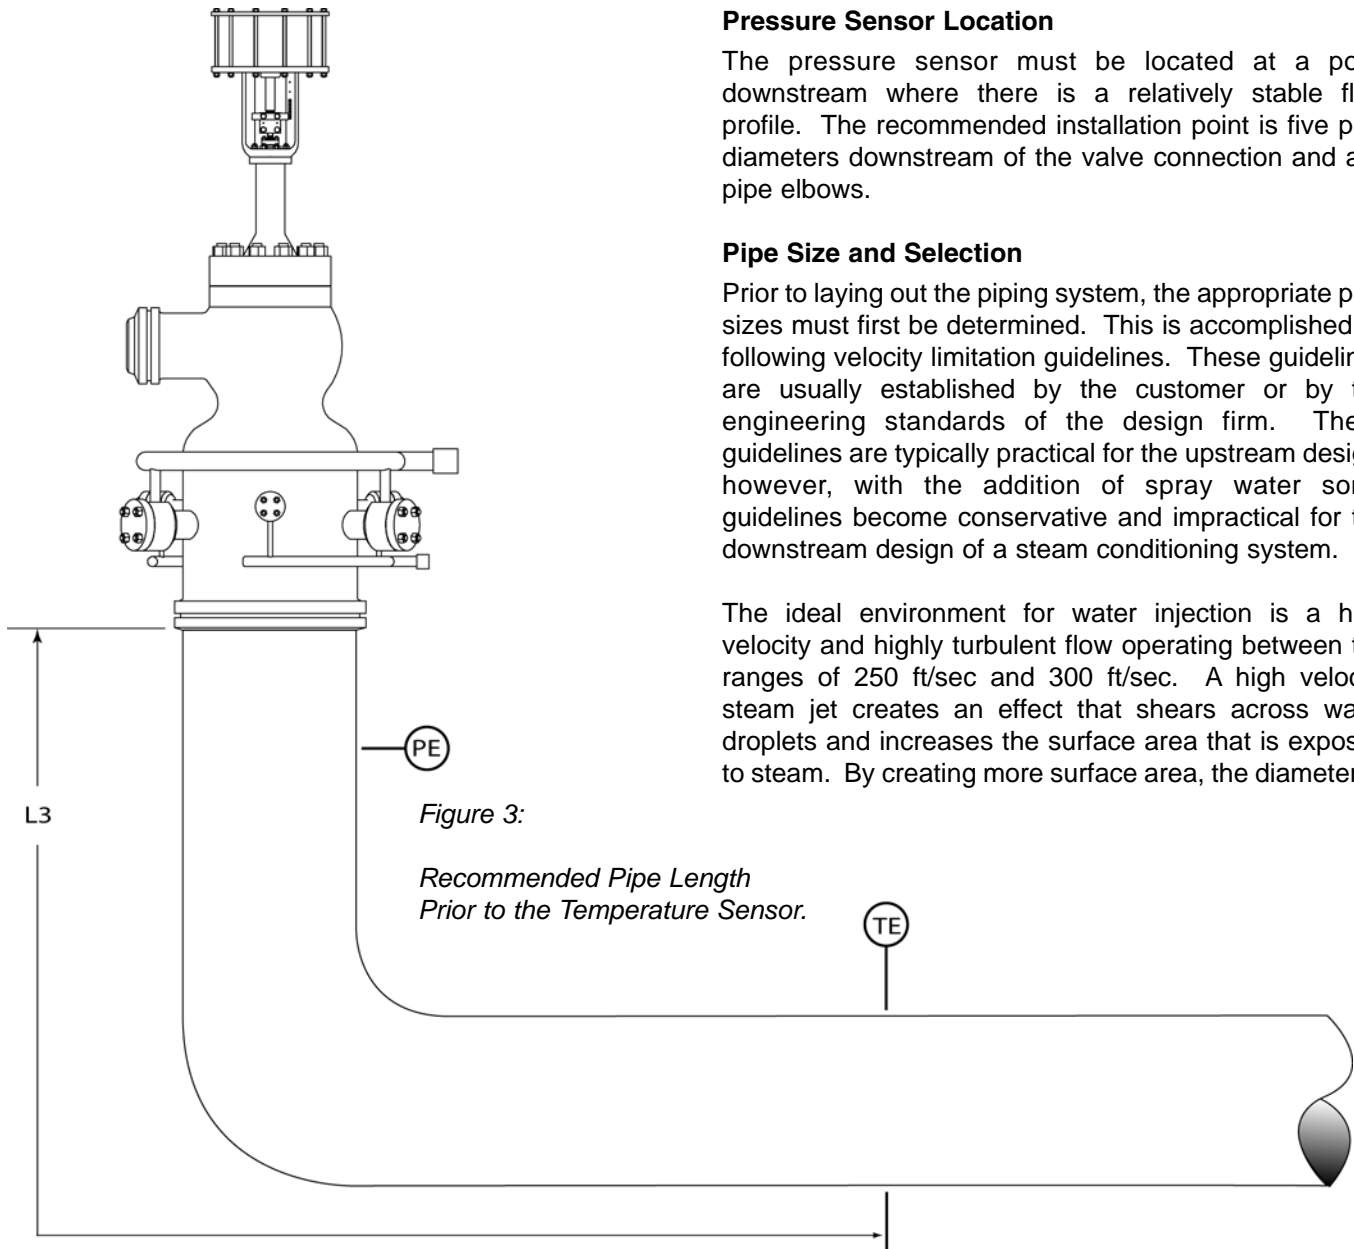 Pressure Sensor Location
The pressure sensor must be located at a po
downstream where there is a relatively stable fl
profile. The recommended installation point is five p
diameters downstream of the valve connection and a
pipe elbows.
Pipe Size and Selection
Prior to laying out the piping system, the appropriate p
sizes must first be determined. This is accomplished
following velocity limitation guidelines. These guidelin
are usually established by the customer or by t
engineering standards of the design firm. The
guidelines are typically practical for the upstream desig
however, with the addition of spray water so
guidelines become conservative and impractical for t
downstream design of a steam conditioning system.
The ideal environment for water injection is a h
velocity and highly turbulent flow operating between t
ranges of 250 ft/sec and 300 ft/sec. A high veloc
steam jet creates an effect that shears across wa
droplets and increases the surface area that is expos
to steam. By creating more surface area, the diameter
PE
L3
Figure 3:
Recommended Pipe Length
Prior to the Temperature Sensor.
TE